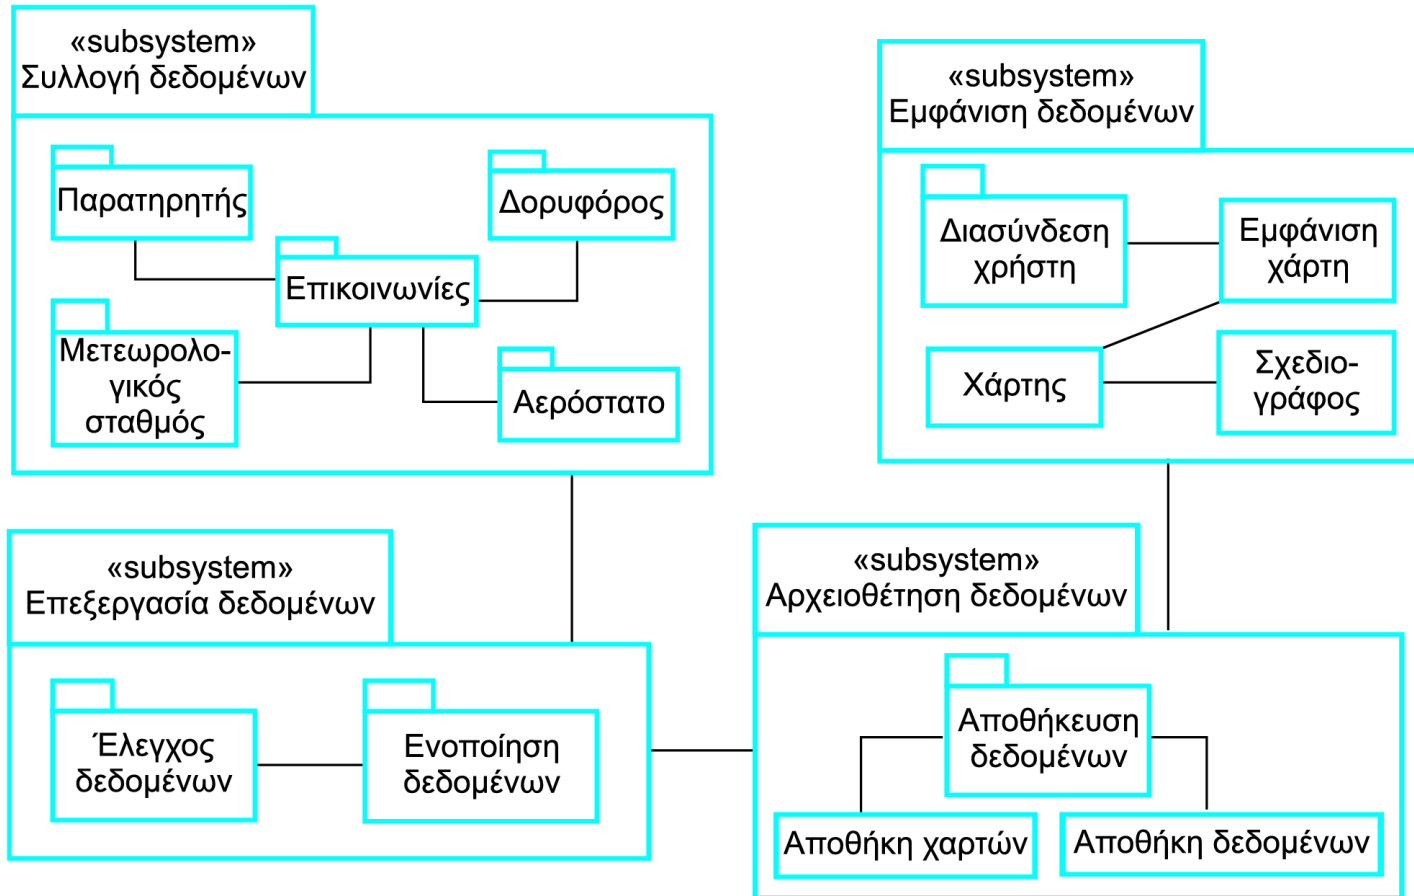 «subsystem»
Συλλογή δεδομένων
Παρατηρητής
Δορυφόρος
Επικοινωνίες
Μετεωρολο-
γικός
σταθμός
Αερόστατο
«subsystem»
Εμφάνιση δεδομένων
Διασύνδεση
χρήστη
Εμφάνιση
χάρτη
Χάρτης
Σχεδιο-
γράφος
«subsystem»
Επεξεργασία δεδομένων
Έλεγχος
δεδομένων
Ενοποίηση
δεδομένων
«subsystem»
Αρχειοθέτηση δεδομένων
Αποθήκευση
δεδομένων
Αποθήκη χαρτών
Αποθήκη δεδομένων